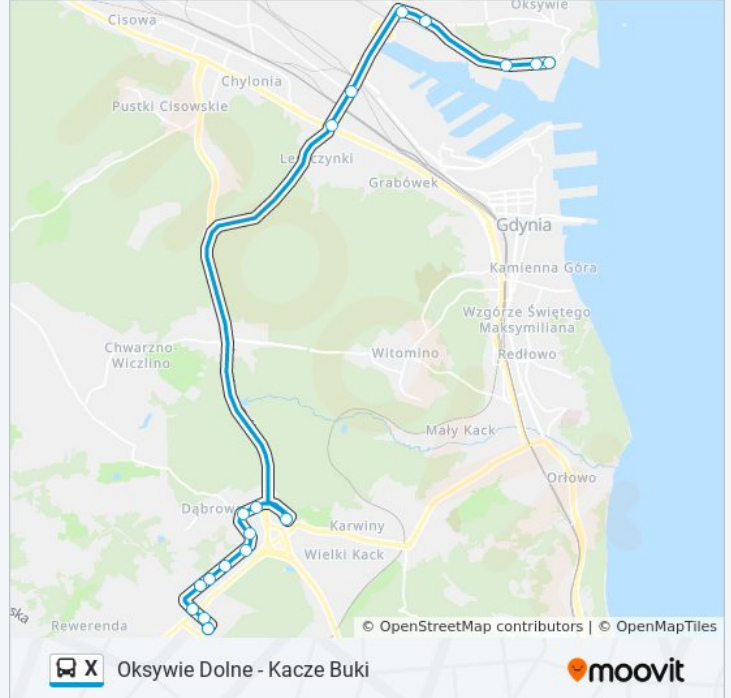 Oksywie
Cisowa
Chylonia
Pustki Cisowskie
Leszczynki
Grabówek
Gdynia
Kamienna Góra
Wzgórze Świętego
Maksymiliana
Chwarzno-
Wiczlino
Witomino
Redłowo
Mały Kack
Orłowo
Dąbrowa
Karwiny
Wielki Kack
ska
Rewerenda
© OpenStreetMap contributors | © OpenMapTiles
X Oksywie Dolne - Kacze Buki
moovit